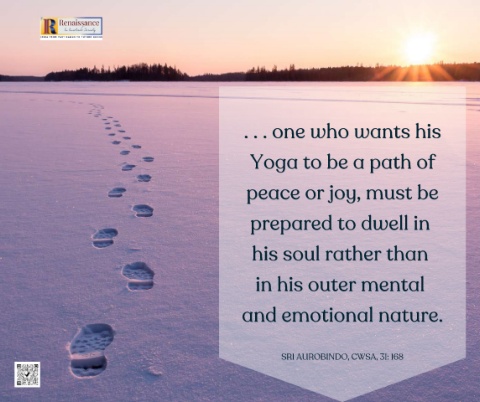 Renaissance
. . . one who wants his
Yoga to be a path of
peace or joy, must be
prepared to dwell in
his soul rather than
in his outer mental
and emotional nature.
SRI AUROBINDO, CWSA, 31: 168